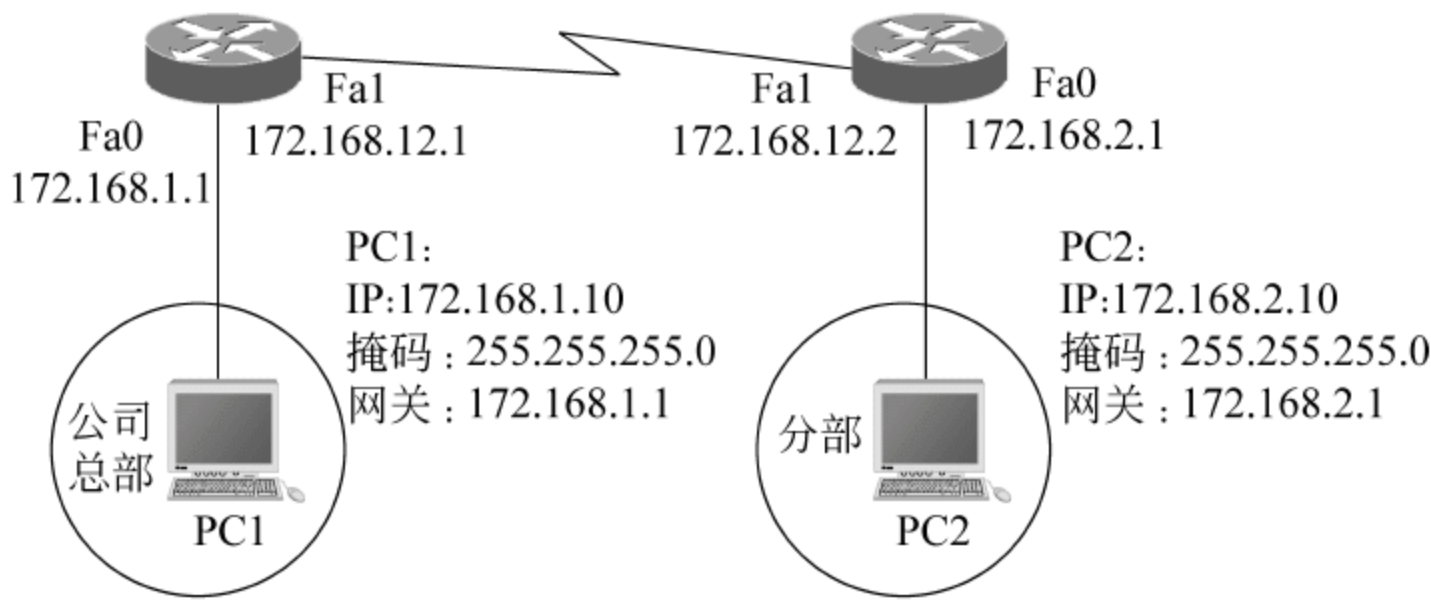 Fa1
172.168.12.1
Fa0
172.168.1.1
Fa1
172.168.12.2
Fa0
172.168.2.1
PC1：
IP:172.168.1.10
掩码：255.255.255.0
网关：172.168.1.1
公司
总部
PC1
PC2：
IP:172.168.2.10
掩码：255.255.255.0
网关：172.168.2.1
分部
PC2